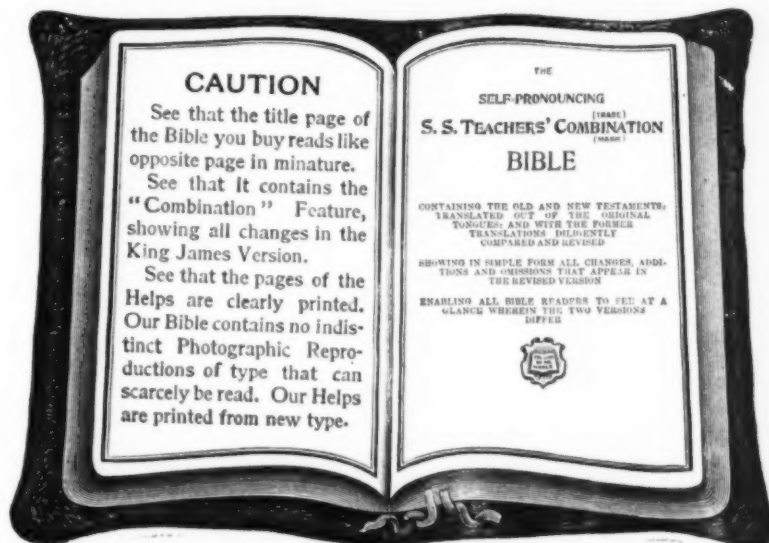 CAUTION
See that the title page of
the Bible you buy reads like
opposite page in minature.
See that it contains the
"Combination" Feature,
showing all changes in the
King James Version.
See that the pages of the
Helps are clearly printed.
Our Bible contains no indis-
tinct Photographic Repro-
ductions of type that can
scarcely be read. Our Helps
are printed from new type.
THE
SELF-PRONOUNCING
(TRADE)
S. S. TEACHERS' COMBINATION
(MARK)
BIBLE
CONTAINING THE OLD AND NEW TESTAMENTS:
TRANSLATED OUT OF THE ORIGINAL
TONGUES: AND WITH THE FORMER
TRANSLATIONS DILIGENTLY
COMPARED AND REVISED
SHOWING IN SIMPLE FORM ALL CHANGES, ADDI-
TIONS AND OMISSIONS THAT APPEAR IN
THE REVISED VERSION
ENABLING ALL BIBLE READERS TO SEE AT A
GLANCE WHEREIN THE TWO VERSIONS
DIFFER